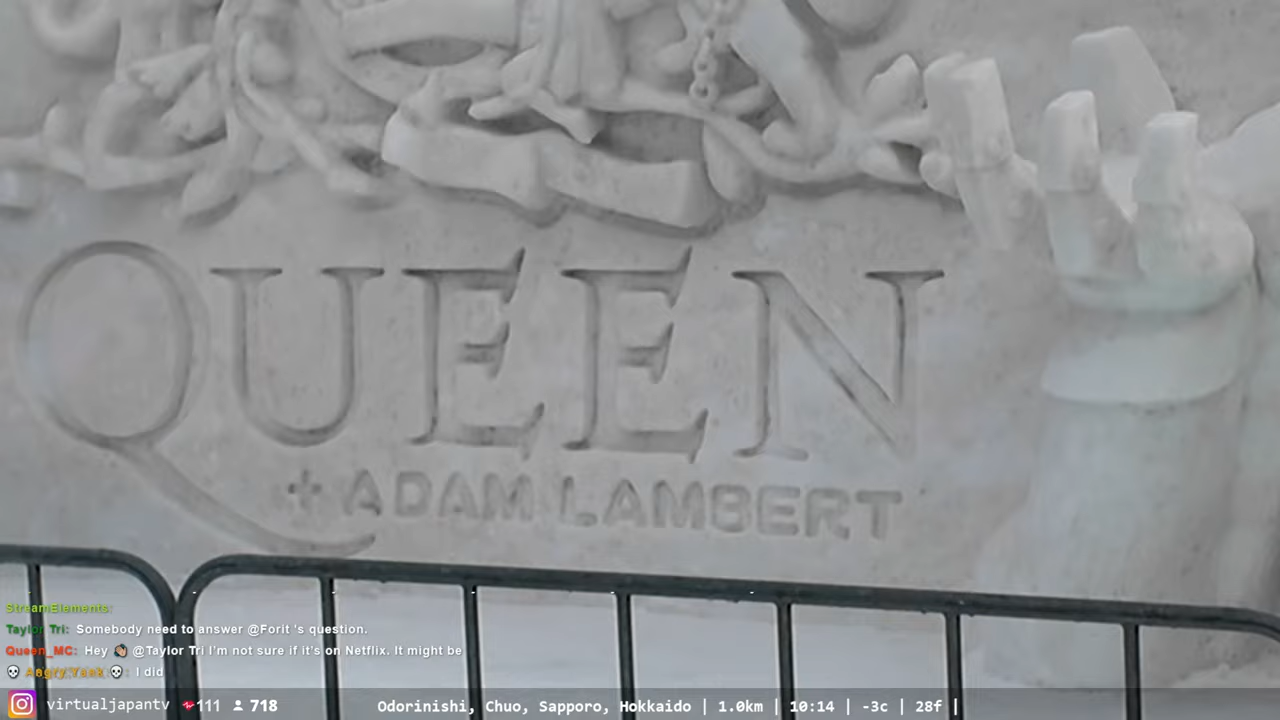 QUEEN
+ ADAM LAMBERT
StreamElements:
Taylor Tri: Somebody need to answer @Forit 's question.
Queen_MC: Hey 👋🏼 @Taylor Tri I'm not sure if it's on Netflix. It might be
💀 Angry Yaek 💀: I did
virtualjapantv 111 718 Odorinishi, Chuo, Sapporo, Hokkaido | 1.0km | 10:14 | -3c | 28f |